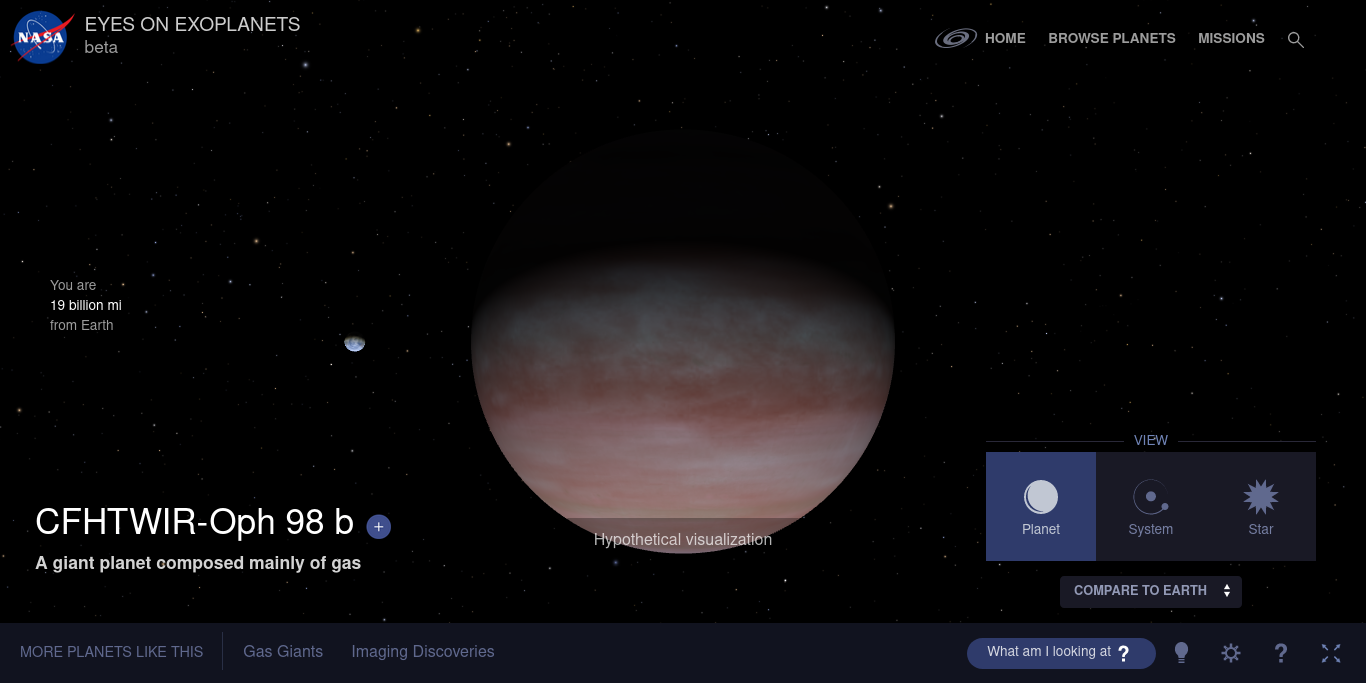 NASA
EYES ON EXOPLANETS
beta
HOME
BROWSE PLANETS
MISSIONS
You are
19 billion mi
from Earth
VIEW
Planet
System
Star
CFHTWIR-Oph 98 b +
A giant planet composed mainly of gas
Hypothetical visualization
COMPARE TO EARTH
MORE PLANETS LIKE THIS
Gas Giants
Imaging Discoveries
What am I looking at ?
?